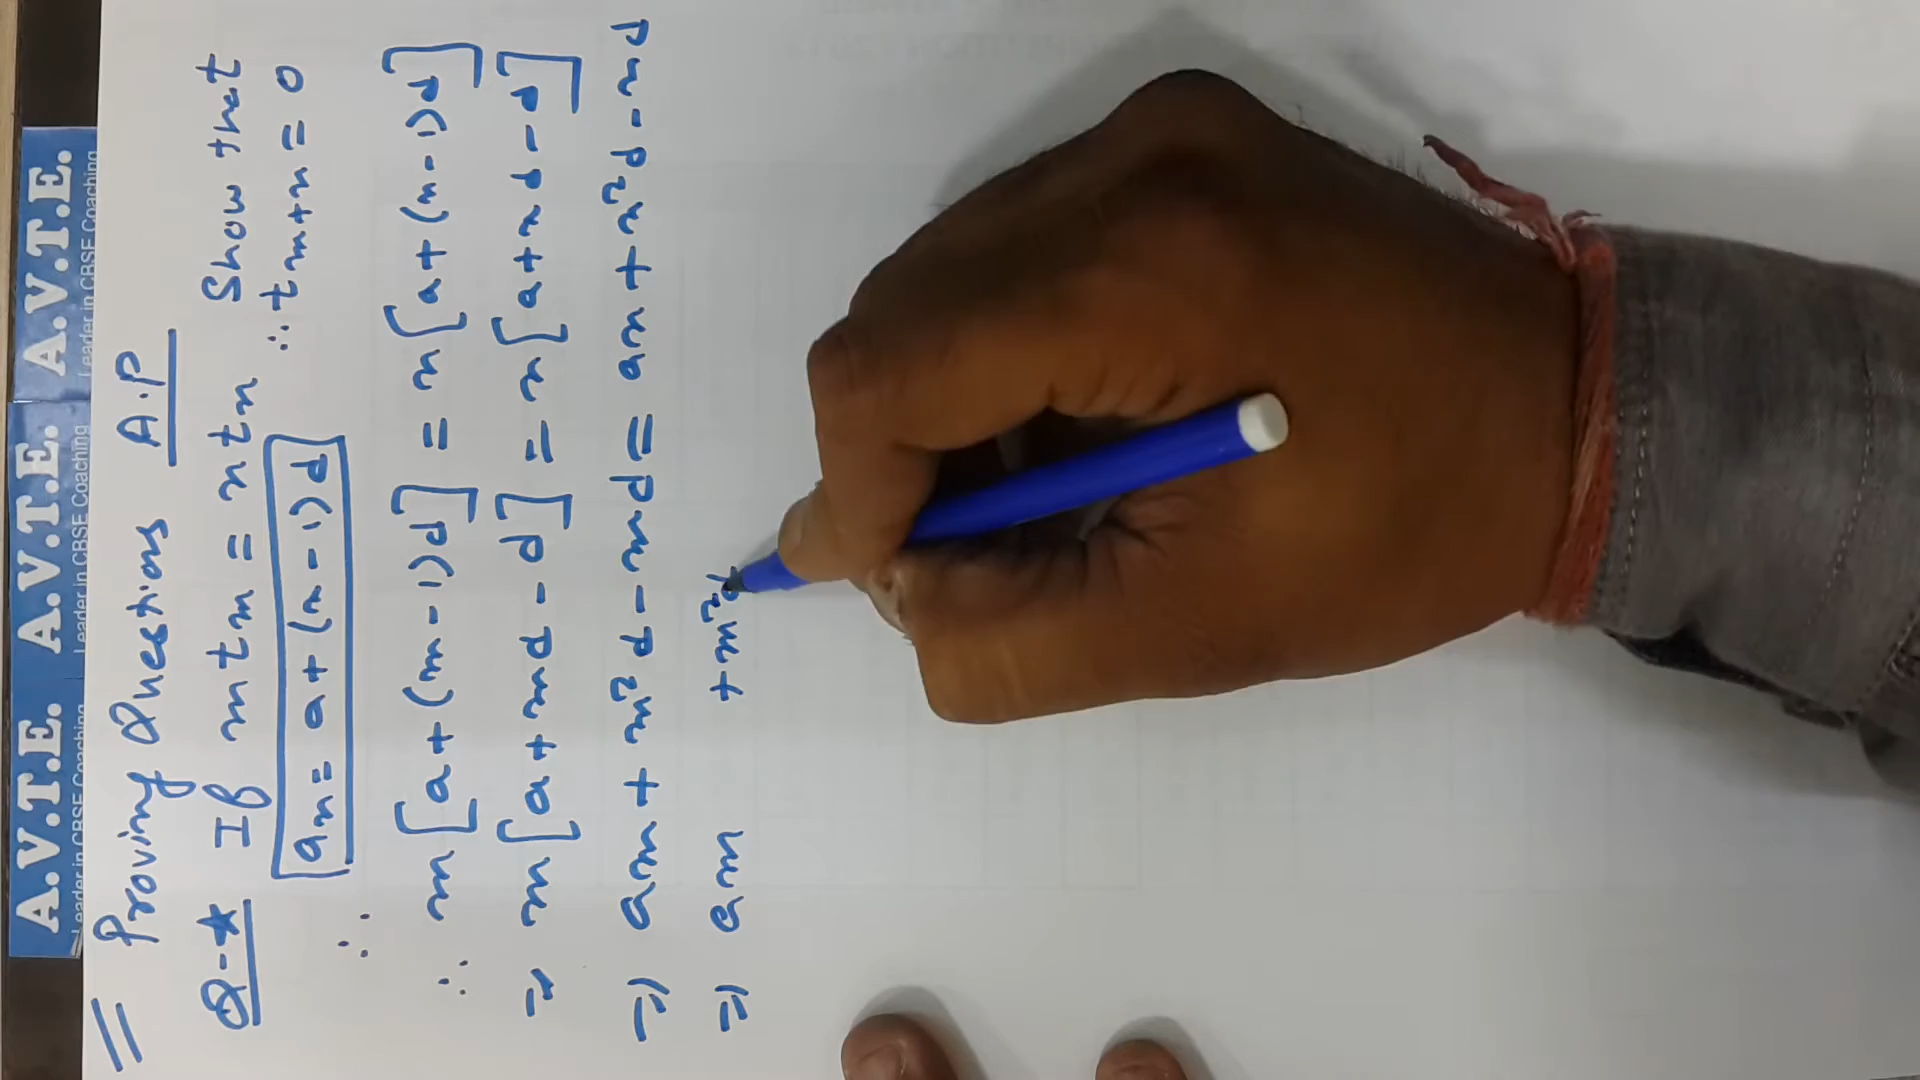 A.V.T.E. A.V.T.E. A.V.T.E.
Leader in CBSE Coaching Leader in CBSE Coaching Leader in CBSE Coaching
= Proving Questions A.P
Q-* If mtm = ntn Show that
an = a + (n - 1) d ∴ tm+n = 0
∴
∴ m[a + (m - 1)d] = n[a + (n - 1)d]
= m[a + md - d] = n[a + nd - d]
⇒ am + m²d - md = an + n²d - nd
⇒ am + m²d